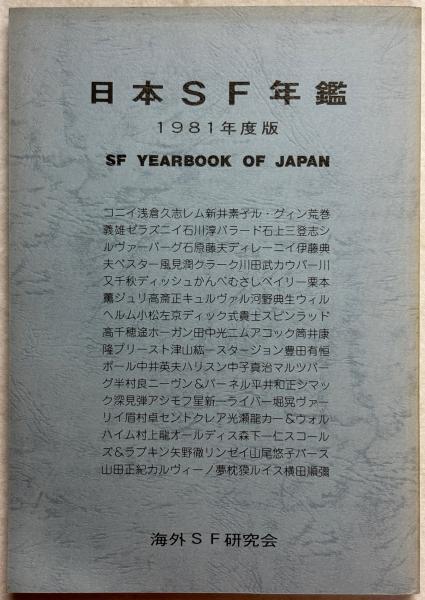 日本ＳＦ年鑑
1981年度版
SF YEARBOOK OF JAPAN
コニイ浅倉久志レム新井素子ル・グィン荒巻
義雄ゼラズニイ石川淳バラード石上三登志シ
ルヴァーバーグ石原藤夫ディレーニイ伊藤典
夫ベスター風見潤クラーク川田武カウパー川
又千秋ディッシュかんべむさしベイリー栗本
薫ジュリ高斎正キュルヴァル河野典生ウィル
ヘルム小松左京ディック式貴士スピンラッド
高千穂遙ホーガン田中光二ムアコック筒井康
隆プリースト津山紘一スタージョン豊田有恒
ポール中井英夫ハリスン中子真治マルツバー
グ半村良ニーヴン＆パーネル平井和正シマッ
ク深見弾アシモフ星新一ライバー堀晃ヴァー
リイ眉村卓セントクレア光瀬龍カー＆ウォル
ハイム村上龍オールディス森下一仁スコール
ズ＆ラブキン矢野徹リンゼイ山尾悠子バース
山田正紀カルヴィーノ夢枕獏ルイス横田順彌
海外ＳＦ研究会